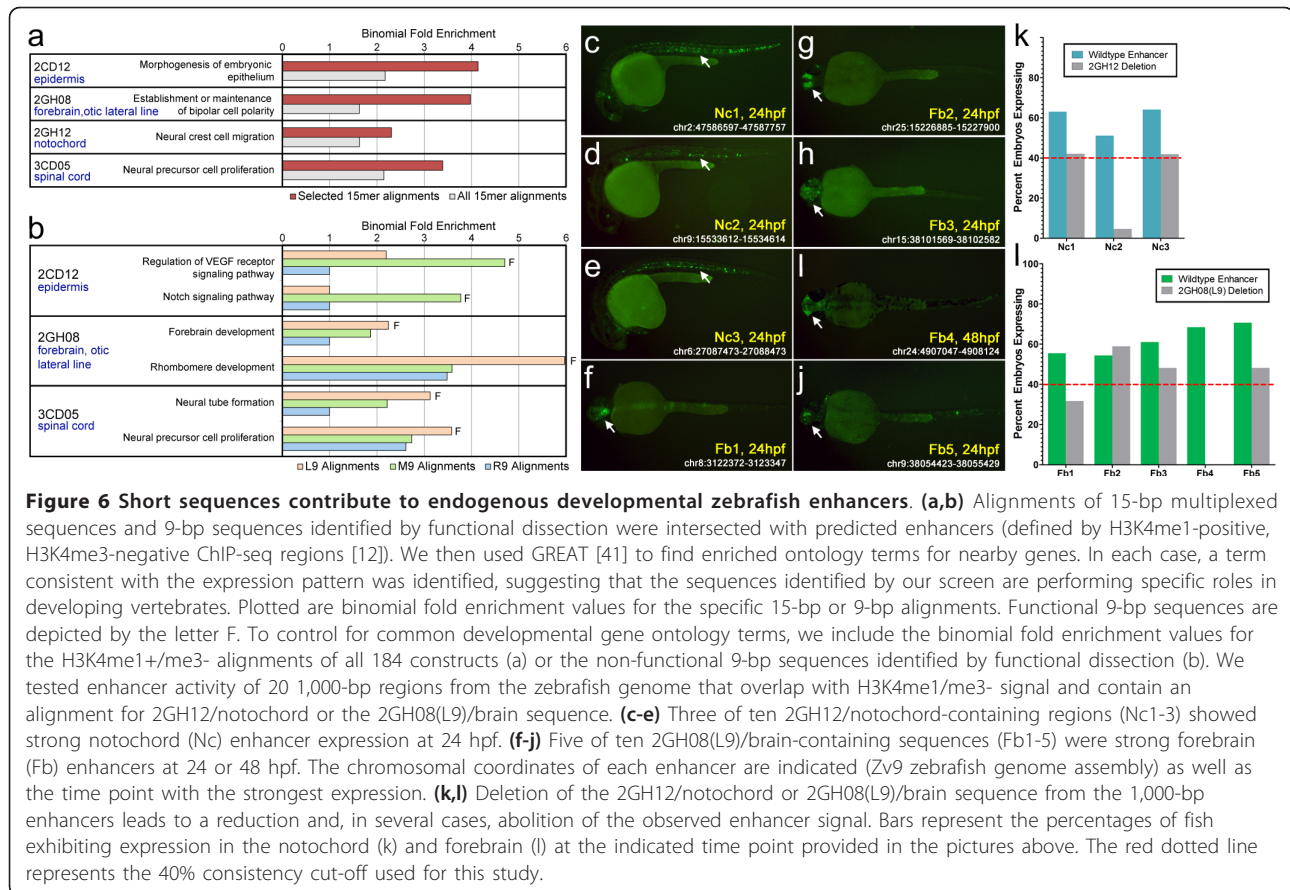 a
Binomial Fold Enrichment
0 1 2 3 4 5 6
2CD12
epidermis
Morphogenesis of embryonic
epithelium
2GH08
forebrain,otic lateral line
Establishment or maintenance
of bipolar cell polarity
2GH12
notochord
Neural crest cell migration
3CD05
spinal cord
Neural precursor cell proliferation
Selected 15mer alignments All 15mer alignments
b
Binomial Fold Enrichment
0 1 2 3 4 5 6
2CD12
epidermis
Regulation of VEGF receptor
signaling pathway
F
Notch signaling pathway
F
2GH08
forebrain, otic
lateral line
Forebrain development
F
Rhombomere development
F
3CD05
spinal cord
Neural tube formation
F
Neural precursor cell proliferation
F
L9 Alignments M9 Alignments R9 Alignments
c
Nc1, 24hpf
chr2:47586597-47587757
d
Nc2, 24hpf
chr9:15533612-15534614
e
Nc3, 24hpf
chr6:27087473-27088473
f
Fb1, 24hpf
chr8:3122372-3123347
g
Fb2, 24hpf
chr25:15226885-15227900
h
Fb3, 24hpf
chr15:38101569-38102582
l
Fb4, 48hpf
chr24:4907047-4908124
j
Fb5, 24hpf
chr9:38054423-38055429
k
Wildtype Enhancer
2GH12 Deletion
Percent Embryos Expressing
100
80
60
40
20
0
Nc1 Nc2 Nc3
l
Wildtype Enhancer
2GH08(L9) Deletion
Percent Embryos Expressing
100
80
60
40
20
0
Fb1 Fb2 Fb3 Fb4 Fb5
Figure 6 Short sequences contribute to endogenous developmental zebrafish enhancers. (a,b) Alignments of 15-bp multiplexed
sequences and 9-bp sequences identified by functional dissection were intersected with predicted enhancers (defined by H3K4me1-positive,
H3K4me3-negative ChIP-seq regions [12]). We then used GREAT [41] to find enriched ontology terms for nearby genes. In each case, a term
consistent with the expression pattern was identified, suggesting that the sequences identified by our screen are performing specific roles in
developing vertebrates. Plotted are binomial fold enrichment values for the specific 15-bp or 9-bp alignments. Functional 9-bp sequences are
depicted by the letter F. To control for common developmental gene ontology terms, we include the binomial fold enrichment values for
the H3K4me1+/me3- alignments of all 184 constructs (a) or the non-functional 9-bp sequences identified by functional dissection (b). We
tested enhancer activity of 20 1,000-bp regions from the zebrafish genome that overlap with H3K4me1/me3- signal and contain an
alignment for 2GH12/notochord or the 2GH08(L9)/brain sequence. (c-e) Three of ten 2GH12/notochord-containing regions (Nc1-3) showed
strong notochord (Nc) enhancer expression at 24 hpf. (f-j) Five of ten 2GH08(L9)/brain-containing sequences (Fb1-5) were strong forebrain
(Fb) enhancers at 24 or 48 hpf. The chromosomal coordinates of each enhancer are indicated (Zv9 zebrafish genome assembly) as well as
the time point with the strongest expression. (k,l) Deletion of the 2GH12/notochord or 2GH08(L9)/brain sequence from the 1,000-bp
enhancers leads to a reduction and, in several cases, abolition of the observed enhancer signal. Bars represent the percentages of fish
exhibiting expression in the notochord (k) and forebrain (l) at the indicated time point provided in the pictures above. The red dotted line
represents the 40% consistency cut-off used for this study.